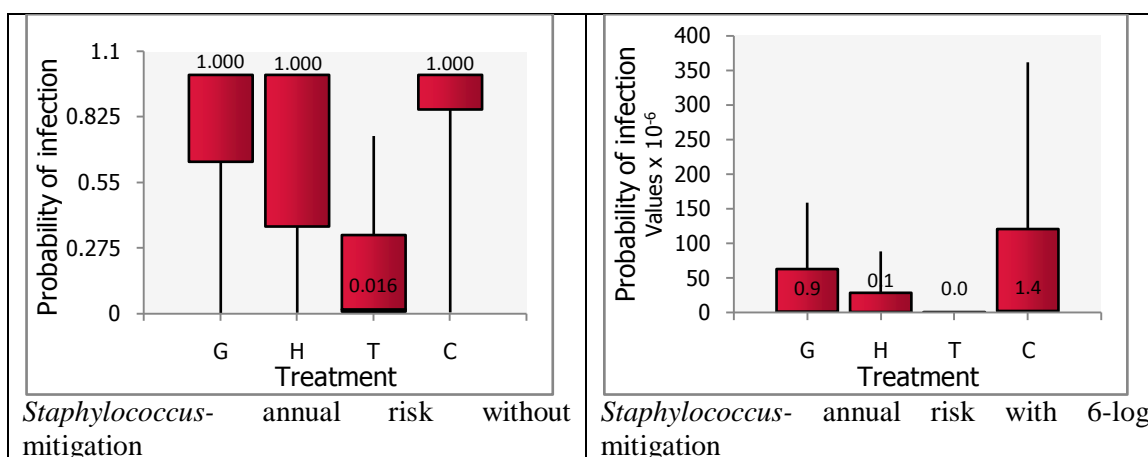 1.1
0.825
0.55
0.275
0
Probability of infection
1.000
1.000
0.016
1.000
G H T C
Treatment
Staphylococcus- annual risk without
mitigation
400
350
300
250
200
150
100
50
0
Probability of infection
Values x 10-6
0.9
0.1
0.0
1.4
G H T C
Treatment
Staphylococcus- annual risk with 6-log
mitigation